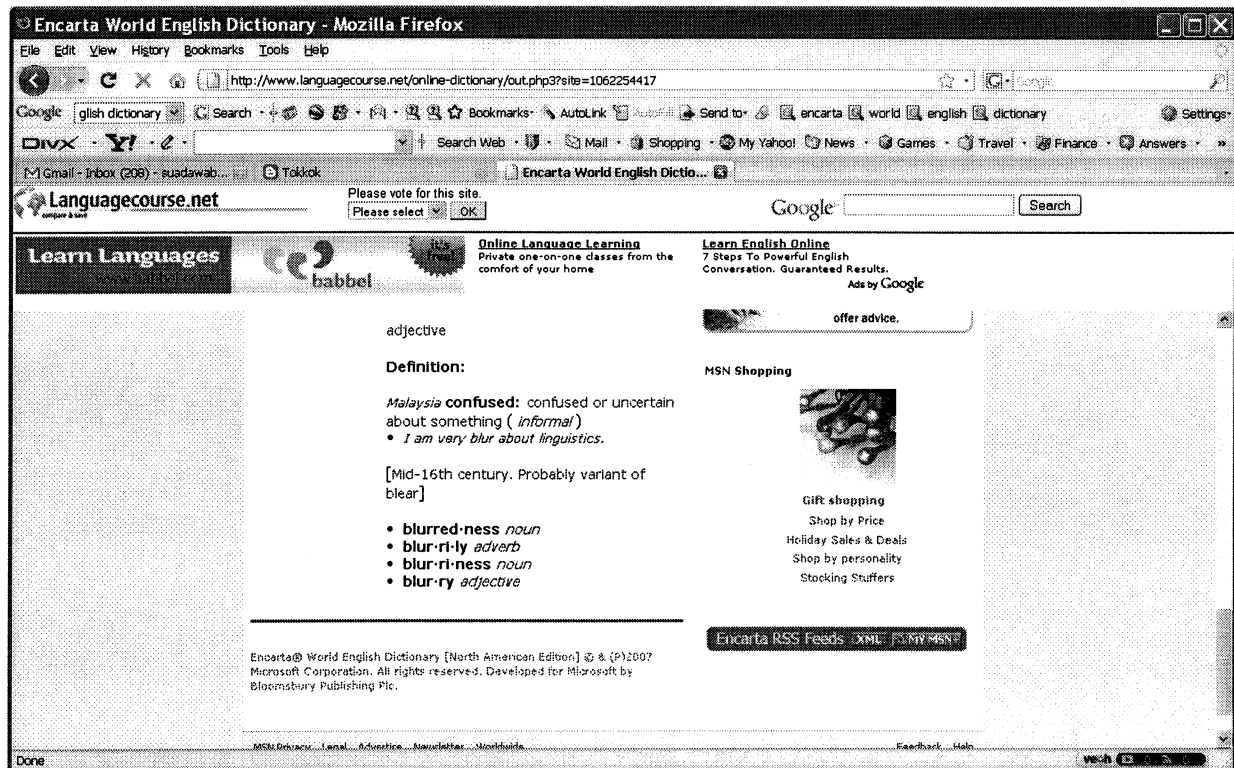 Encarta World English Dictionary - Mozilla Firefox
File Edit View History Bookmarks Tools Help
http://www.languagecourse.net/online-dictionary/out.php3?site=1062254417
G Google
Google glish dictionary Search Bookmarks AutoLink AutoFill Send to encarta world english dictionary Settings
DIVX Y! Search Web Mail Shopping My Yahoo! News Games Travel Finance Answers »
Gmail - Inbox (208) - suadawab... Tokkok Encarta World English Dictio...
Languagecourse.net
compare & save
Please vote for this site.
Please select OK
Google Search
Learn Languages
www.babbel.com
babbel
it's
free!
Online Language Learning
Private one-on-one classes from the
comfort of your home
Learn English Online
7 Steps To Powerful English
Conversation. Guaranteed Results.
Ads by Google
adjective
Definition:
Malaysia confused: confused or uncertain
about something ( informal )
• I am very blur about linguistics.
[Mid-16th century. Probably variant of
blear]
• blurred·ness noun
• blur·ri·ly adverb
• blur·ri·ness noun
• blur·ry adjective
offer advice.
MSN Shopping
Gift shopping
Shop by Price
Holiday Sales & Deals
Shop by personality
Stocking Stuffers
Encarta RSS Feeds XML MY MSN
Encarta® World English Dictionary [North American Edition] © & (P)2007
Microsoft Corporation. All rights reserved. Developed for Microsoft by
Bloomsbury Publishing Plc.
MSN Privacy Legal Advertise Newsletter Worldwide Feedback Help
Done